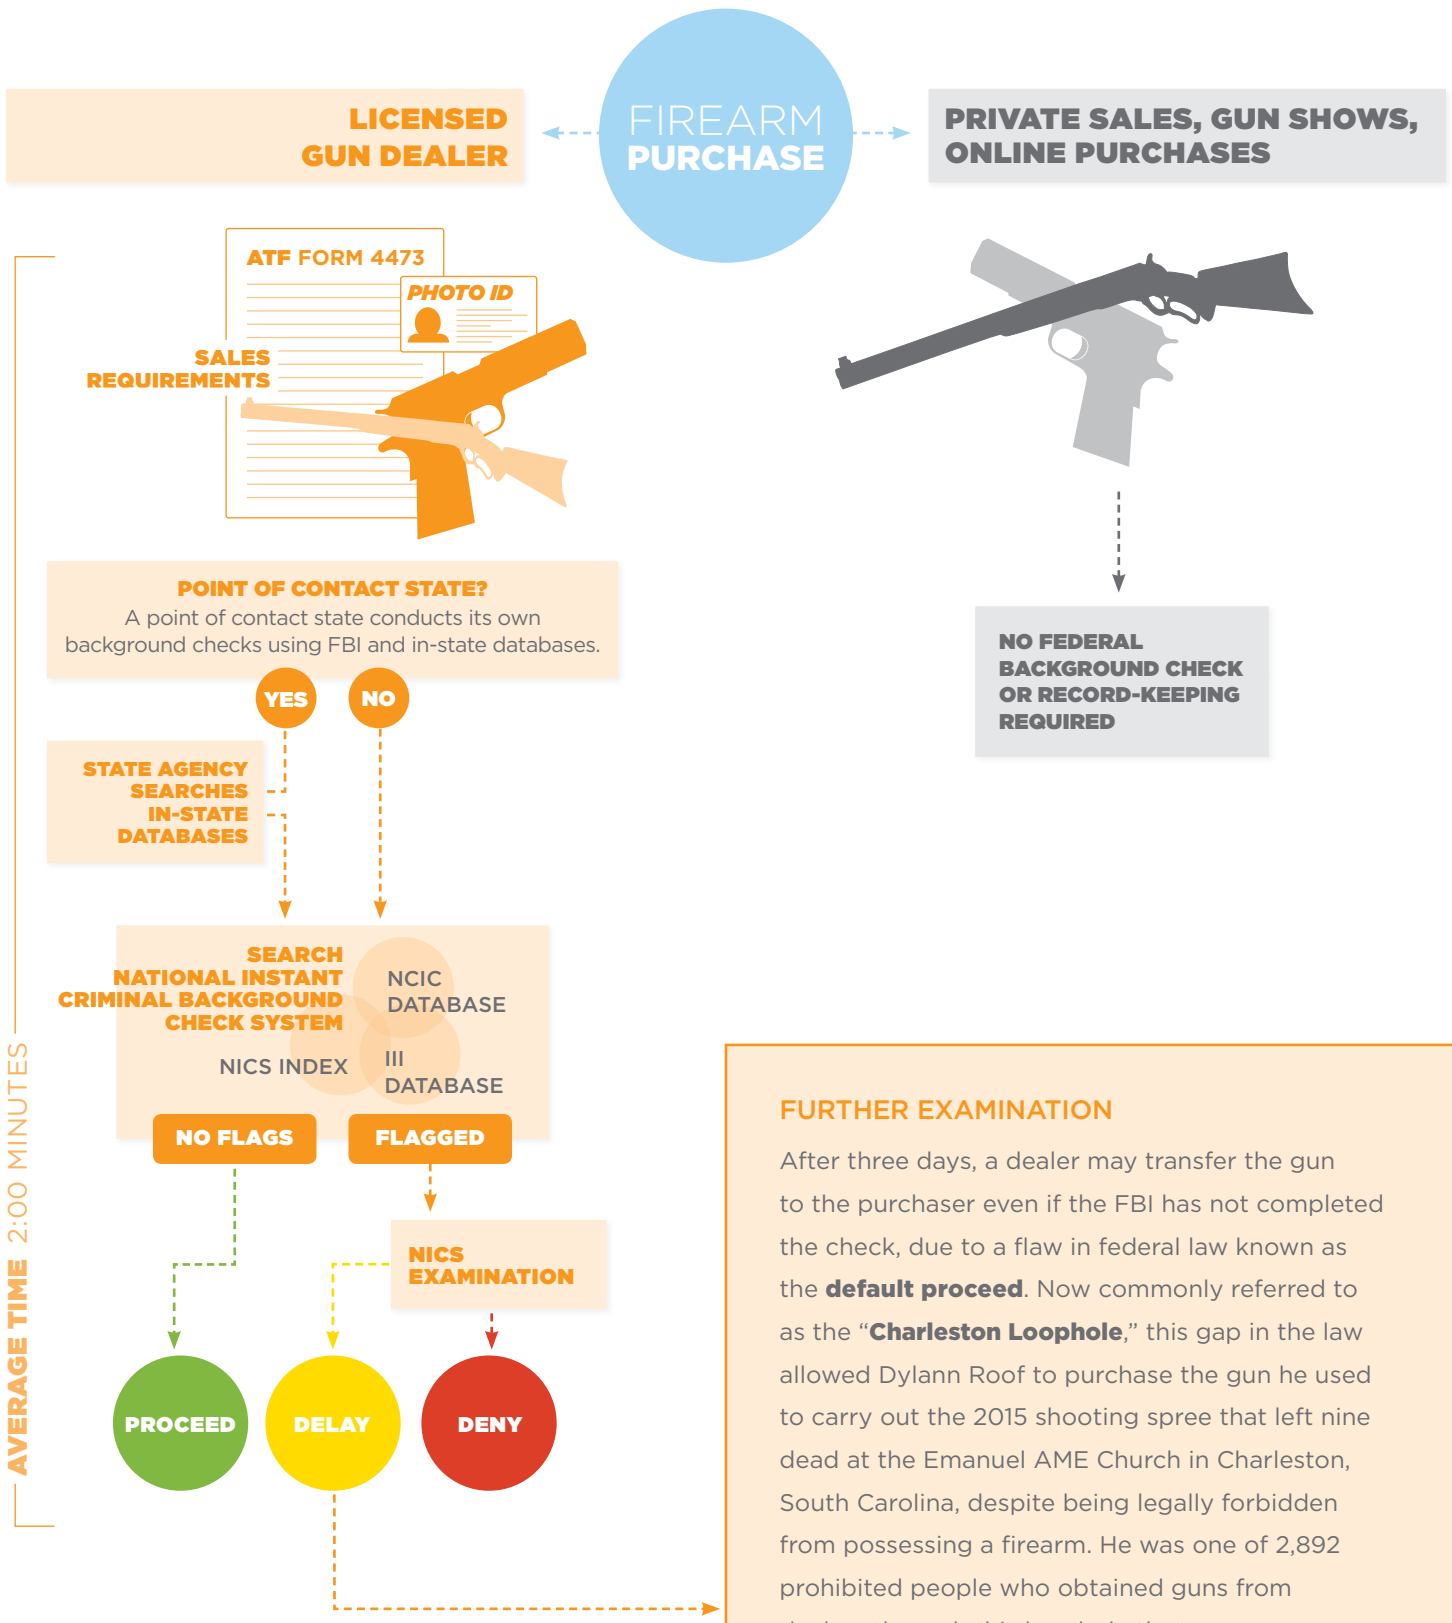 FIREARM
PURCHASE
LICENSED
GUN DEALER
PRIVATE SALES, GUN SHOWS,
ONLINE PURCHASES
ATF FORM 4473
PHOTO ID
SALES
REQUIREMENTS
POINT OF CONTACT STATE?
A point of contact state conducts its own
background checks using FBI and in-state databases.
YES
NO
STATE AGENCY
SEARCHES
IN-STATE
DATABASES
NO FEDERAL
BACKGROUND CHECK
OR RECORD-KEEPING
REQUIRED
SEARCH
NATIONAL INSTANT
CRIMINAL BACKGROUND
CHECK SYSTEM
NCIC
DATABASE
NICS INDEX
III
DATABASE
NO FLAGS
FLAGGED
NICS
EXAMINATION
PROCEED
DELAY
DENY
AVERAGE TIME 2:00 MINUTES
FURTHER EXAMINATION
After three days, a dealer may transfer the gun
to the purchaser even if the FBI has not completed
the check, due to a flaw in federal law known as
the default proceed. Now commonly referred to
as the “Charleston Loophole,” this gap in the law
allowed Dylann Roof to purchase the gun he used
to carry out the 2015 shooting spree that left nine
dead at the Emanuel AME Church in Charleston,
South Carolina, despite being legally forbidden
from possessing a firearm. He was one of 2,892
prohibited people who obtained guns from